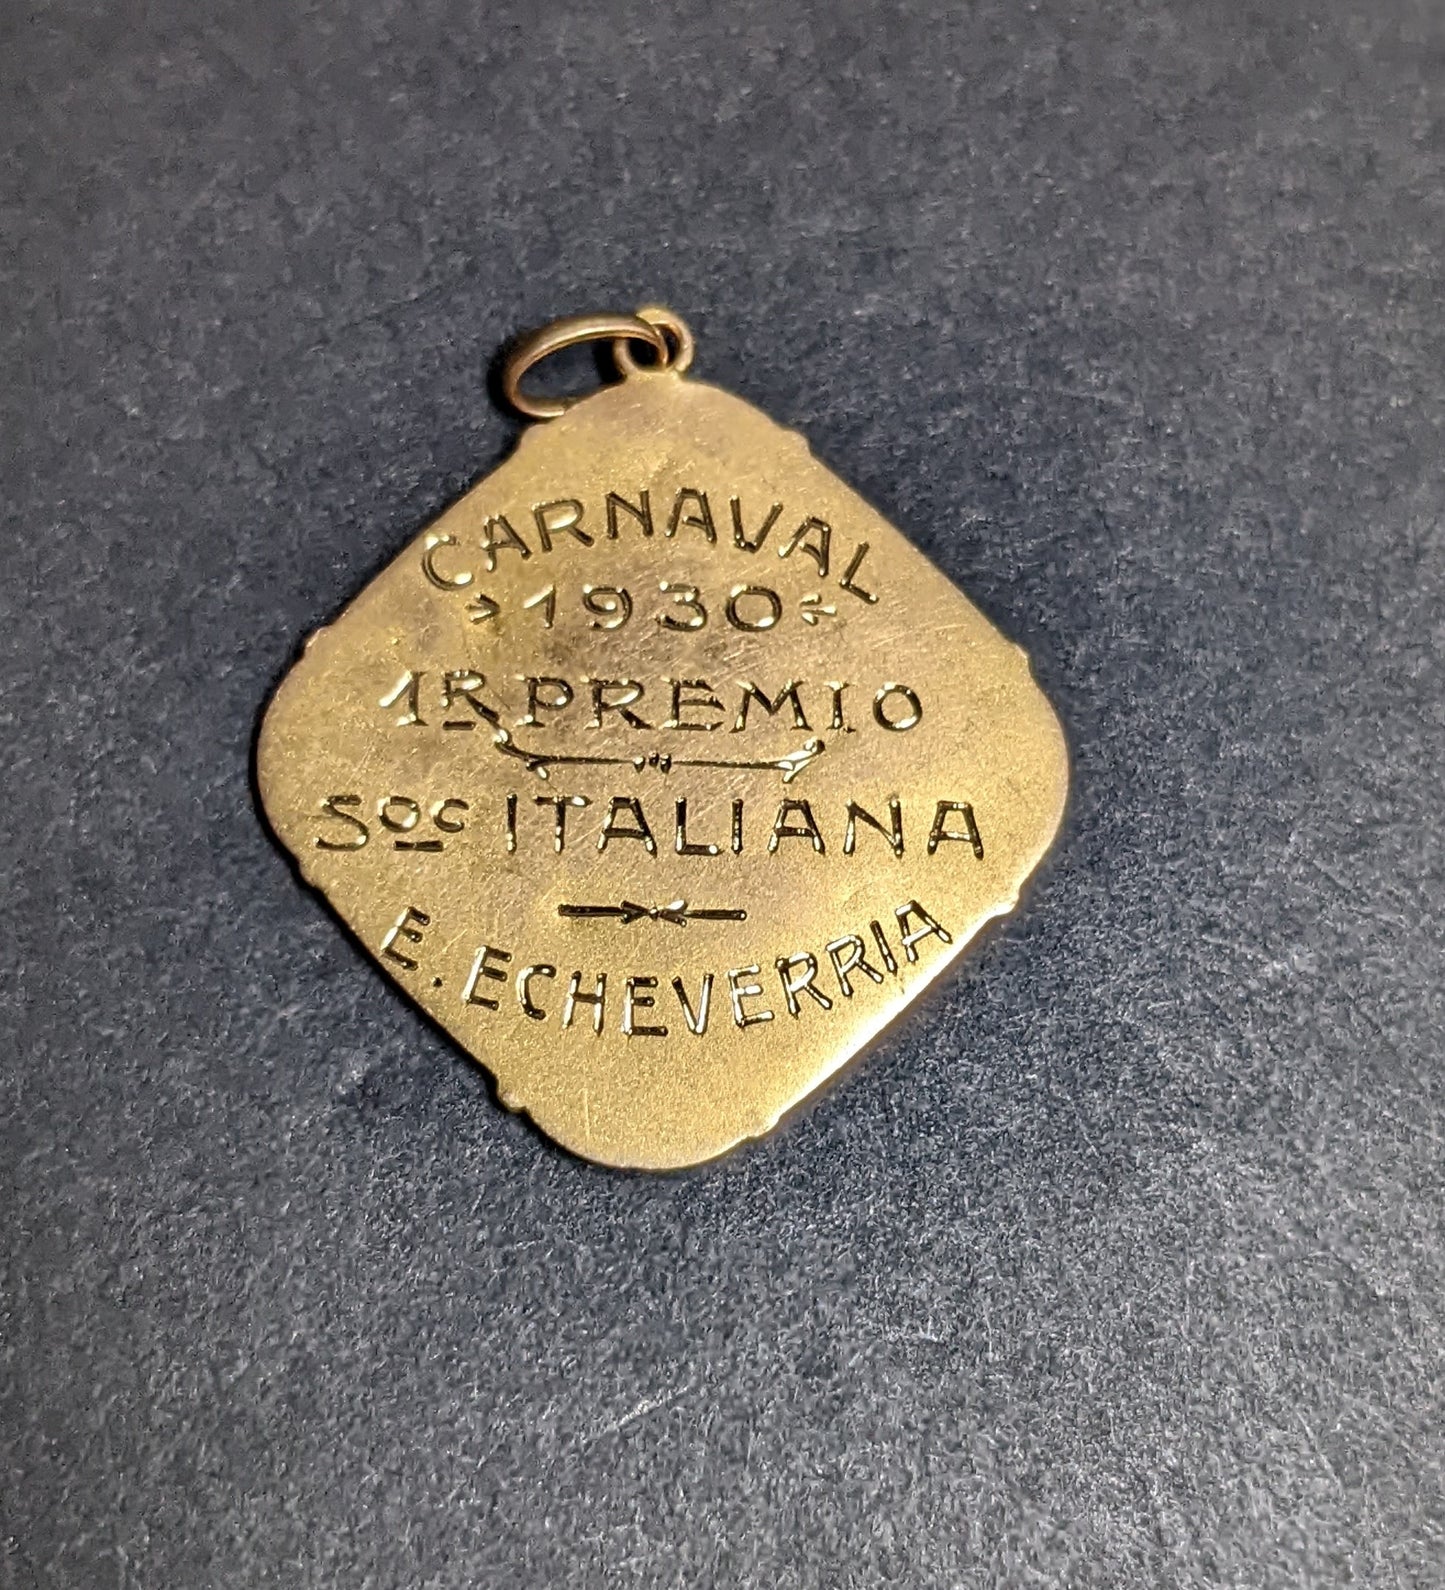 CARNAVAL
1930
1R PREMIO
Soc ITALIANA
E. ECHEVERRIA